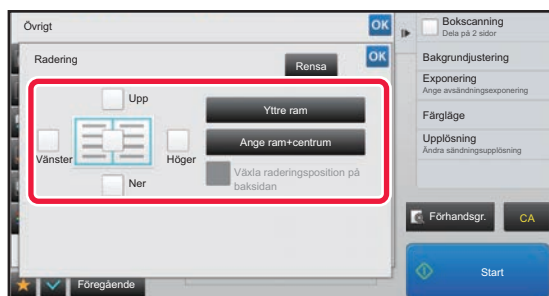 Övrigt
OK
Radering
Rensa
OK
Upp
Vänster
Höger
Ner
Yttre ram
Ange ram+centrum
Växla raderingsposition på
baksidan
Föregående
Bokscanning
Dela på 2 sidor
Bakgrundjustering
Exponering
Ange avsändningsexponering
Färgläge
Upplösning
Ändra sändningsupplösning
Förhandsgr.
CA
Start